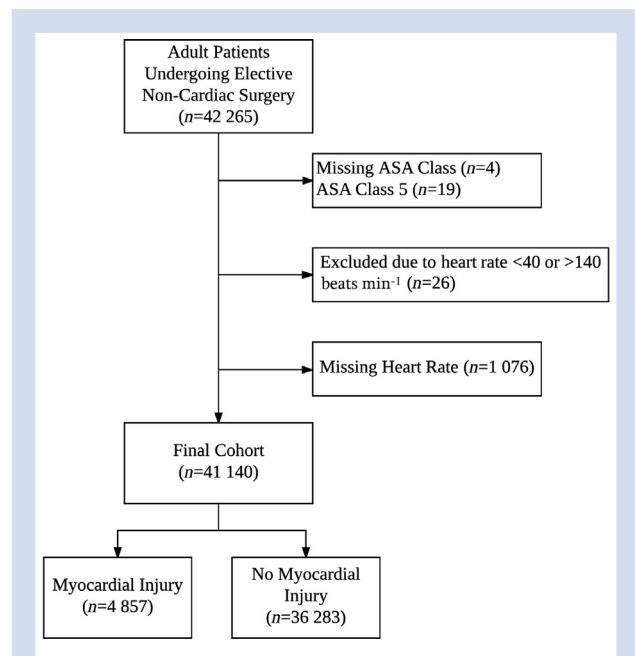 Adult Patients
Undergoing Elective
Non-Cardiac Surgery
(n=42 265)
Missing ASA Class (n=4)
ASA Class 5 (n=19)
Excluded due to heart rate <40 or >140
beats min⁻¹ (n=26)
Missing Heart Rate (n=1 076)
Final Cohort
(n=41 140)
Myocardial Injury
(n=4 857)
No Myocardial
Injury
(n=36 283)